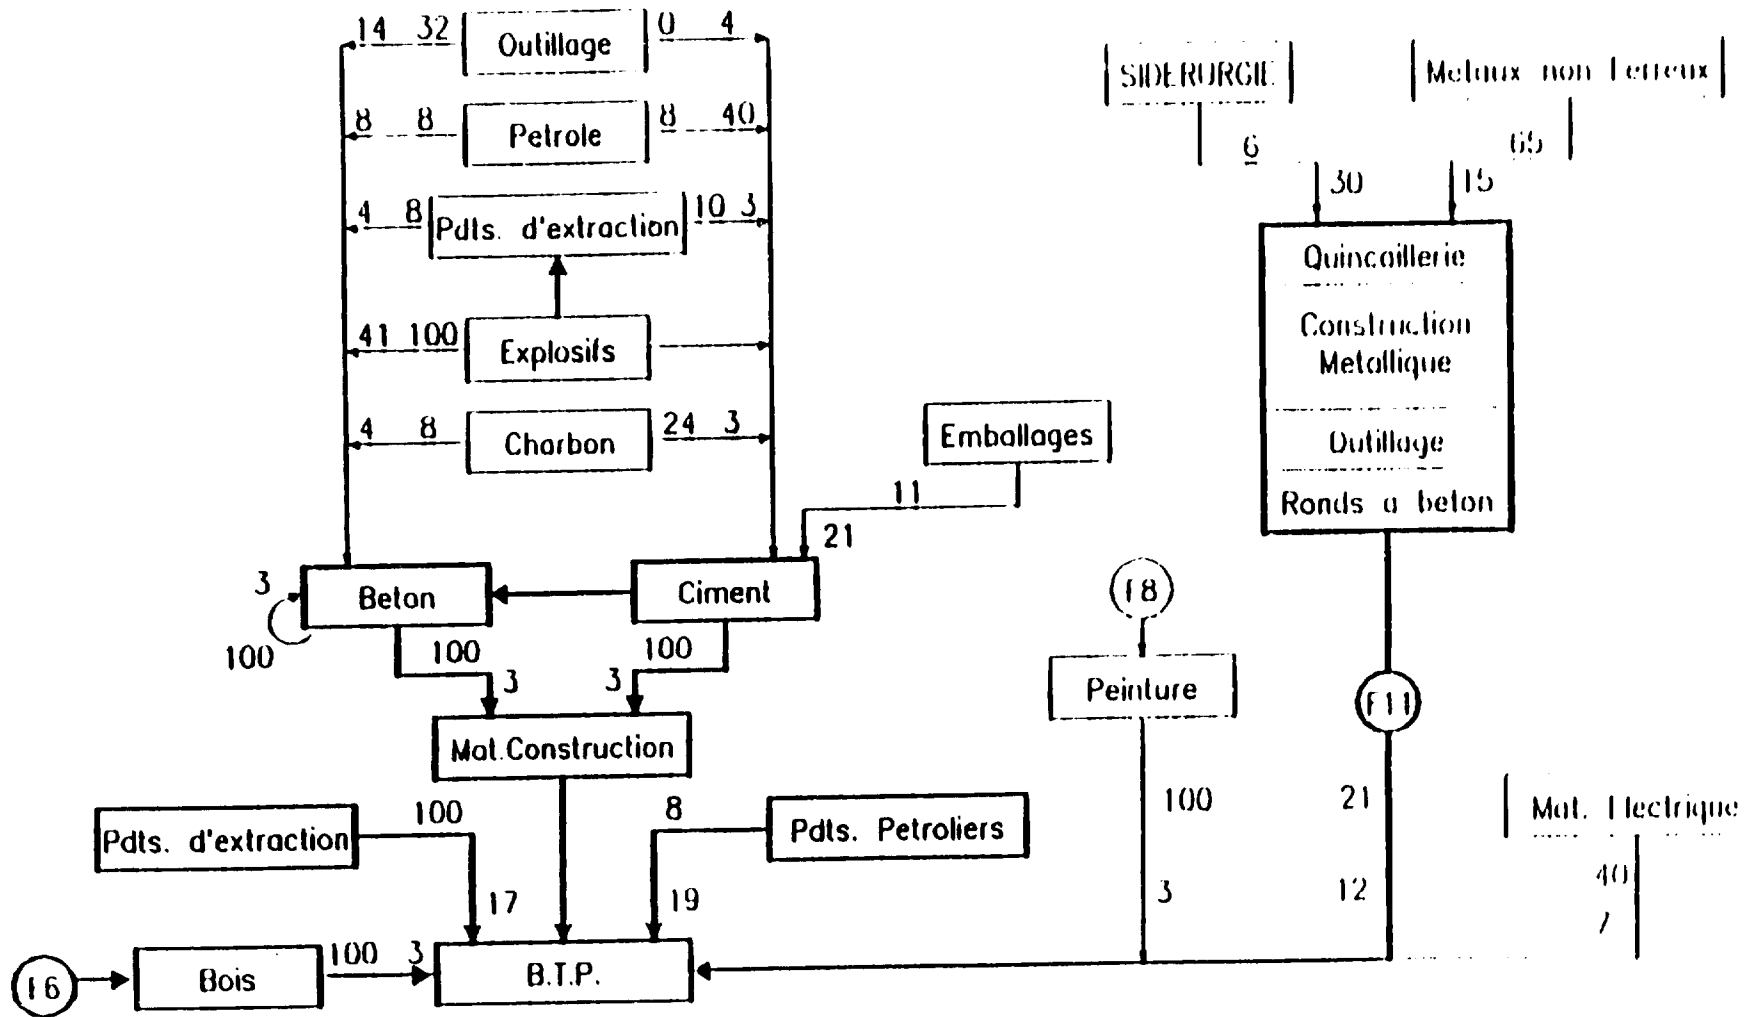 14 32 Outillage 0 4
8 8 Petrole 8 40
4 8 Pdts. d'extraction 10 3
41 100 Explosifs
4 8 Charbon 24 3
Emballages
11
21
3
100
Beton
Ciment
100
3
100
3
Mat.Construction
Pdts. d'extraction
100
17
8
19
Pdts. Petroliers
Bois
100 3
B.T.P.
SIDERURGIE
6
30
Metaux non ferreux
65
15
Quincaillerie
Construction
Metallique
Outillage
Ronds a beton
F8
Peinture
100
3
F11
21
12
Mat. Electrique
40
7
F6